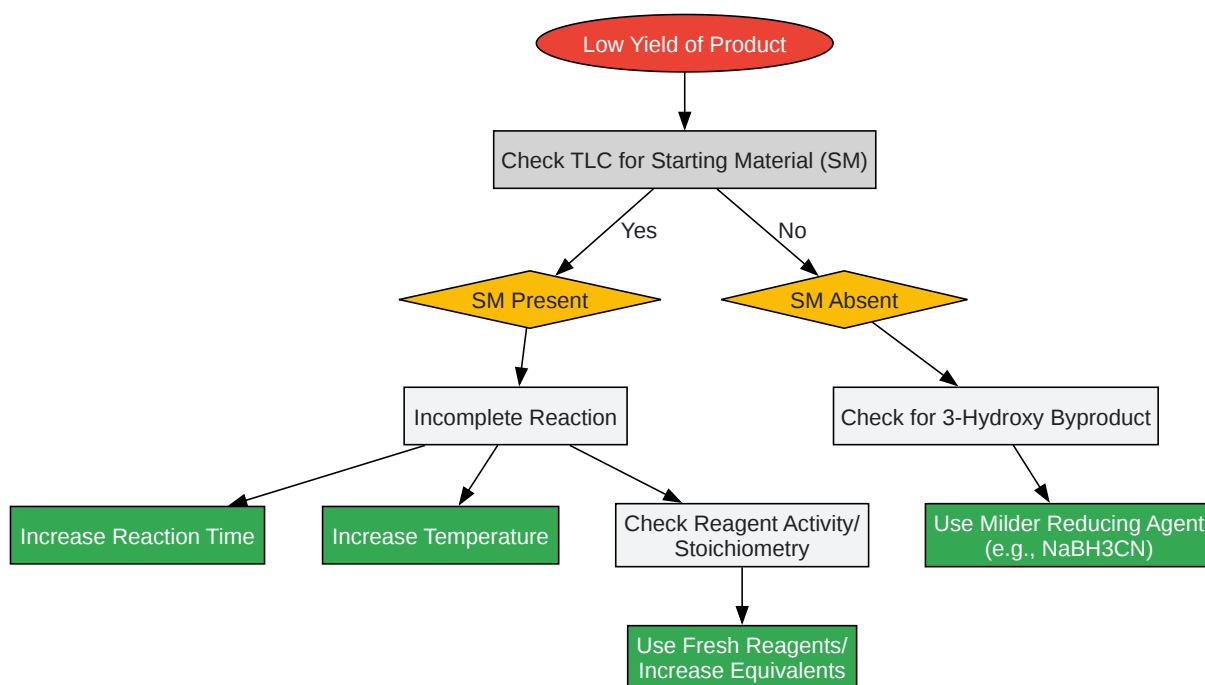 Low Yield of Product
Check TLC for Starting Material (SM)
Yes
No
SM Present
SM Absent
Incomplete Reaction
Check for 3-Hydroxy Byproduct
Increase Reaction Time
Increase Temperature
Check Reagent Activity/
Stoichiometry
Use Milder Reducing Agent
(e.g., NaBH3CN)
Use Fresh Reagents/
Increase Equivalents